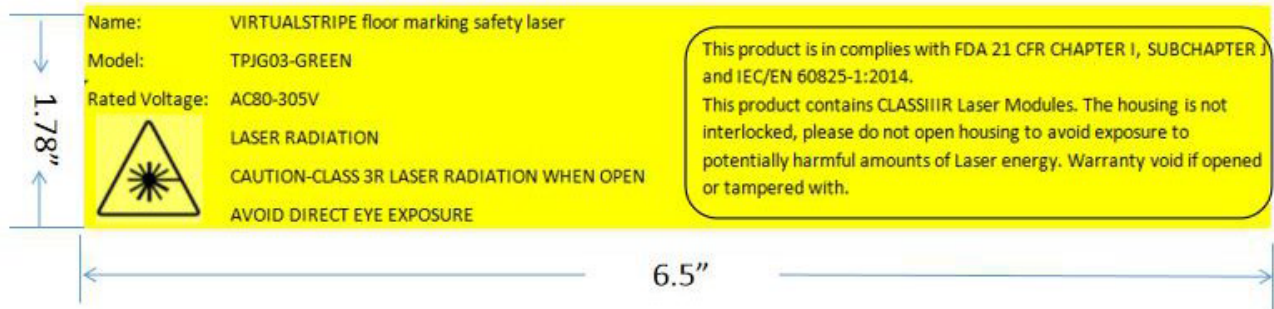 Name: VIRTUALSTRIPE floor marking safety laser
Model: TPJG03-GREEN
Rated Voltage: AC80-305V
LASER RADIATION
CAUTION-CLASS 3R LASER RADIATION WHEN OPEN
AVOID DIRECT EYE EXPOSURE
This product is in complies with FDA 21 CFR CHAPTER I, SUBCHAPTER J
and IEC/EN 60825-1:2014.
This product contains CLASSIIIR Laser Modules. The housing is not
interlocked, please do not open housing to avoid exposure to
potentially harmful amounts of Laser energy. Warranty void if opened
or tampered with.
1.78”
6.5”